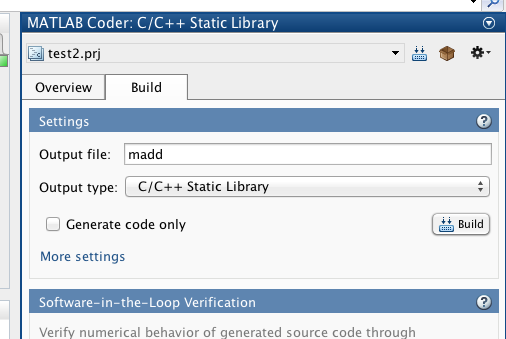 MATLAB Coder: C/C++ Static Library
test2.prj
Overview
Build
Settings
Output file: madd
Output type: C/C++ Static Library
Generate code only
Build
More settings
Software-in-the-Loop Verification
Verify numerical behavior of generated source code through